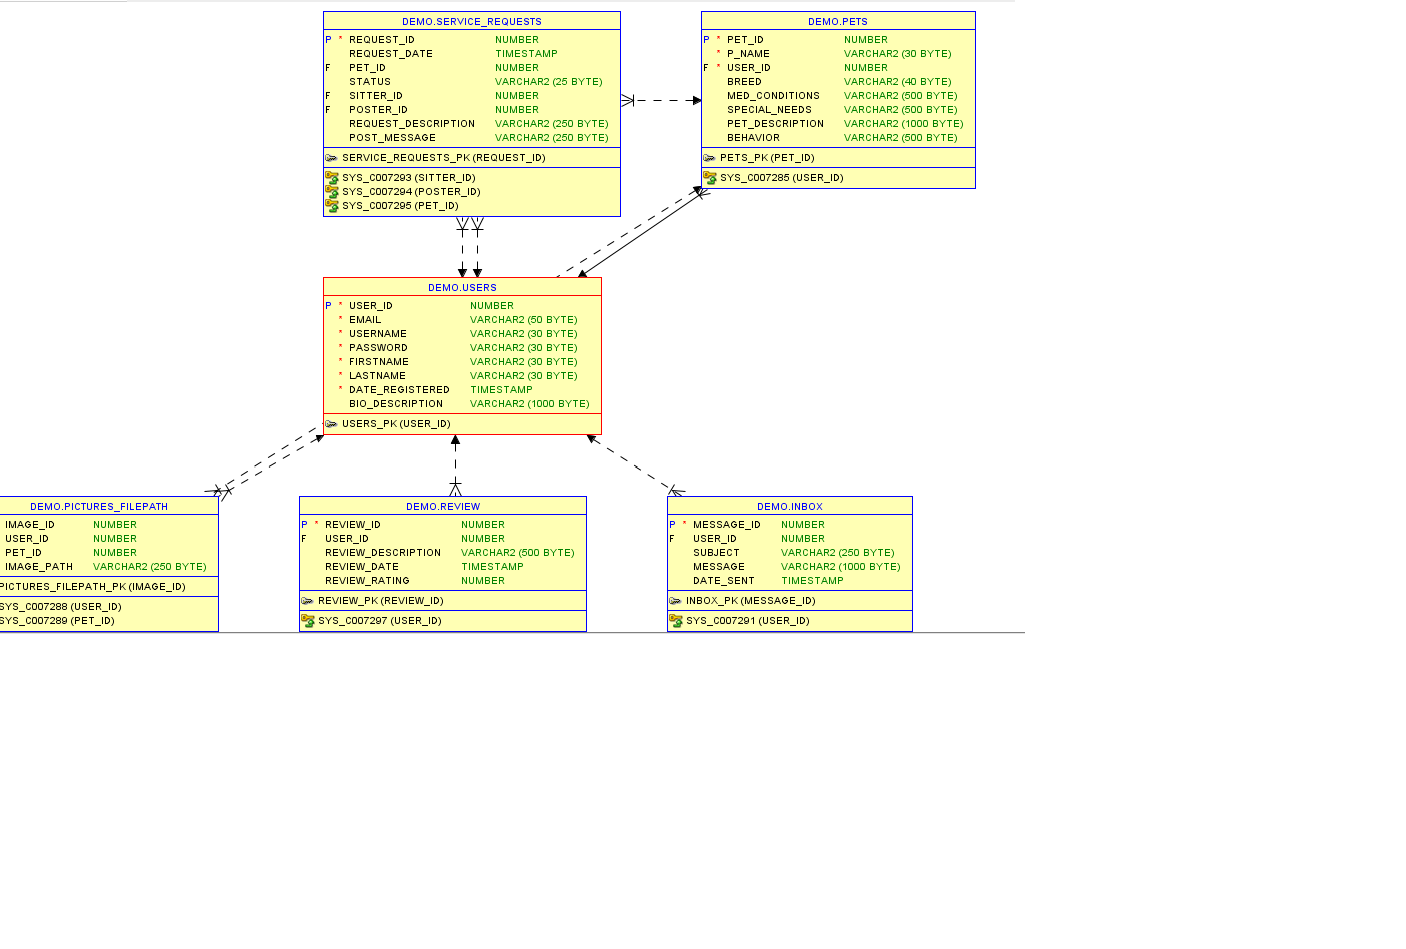 DEMO.SERVICE_REQUESTS
P * REQUEST_ID NUMBER
REQUEST_DATE TIMESTAMP
F PET_ID NUMBER
STATUS VARCHAR2 (25 BYTE)
F SITTER_ID NUMBER
F POSTER_ID NUMBER
REQUEST_DESCRIPTION VARCHAR2 (250 BYTE)
POST_MESSAGE VARCHAR2 (250 BYTE)
SERVICE_REQUESTS_PK (REQUEST_ID)
SYS_C007293 (SITTER_ID)
SYS_C007294 (POSTER_ID)
SYS_C007295 (PET_ID)
DEMO.PETS
P * PET_ID NUMBER
* P_NAME VARCHAR2 (30 BYTE)
F * USER_ID NUMBER
BREED VARCHAR2 (40 BYTE)
MED_CONDITIONS VARCHAR2 (500 BYTE)
SPECIAL_NEEDS VARCHAR2 (500 BYTE)
PET_DESCRIPTION VARCHAR2 (1000 BYTE)
BEHAVIOR VARCHAR2 (500 BYTE)
PETS_PK (PET_ID)
SYS_C007285 (USER_ID)
DEMO.USERS
P * USER_ID NUMBER
* EMAIL VARCHAR2 (50 BYTE)
* USERNAME VARCHAR2 (30 BYTE)
* PASSWORD VARCHAR2 (30 BYTE)
* FIRSTNAME VARCHAR2 (30 BYTE)
* LASTNAME VARCHAR2 (30 BYTE)
* DATE_REGISTERED TIMESTAMP
BIO_DESCRIPTION VARCHAR2 (1000 BYTE)
USERS_PK (USER_ID)
DEMO.PICTURES_FILEPATH
IMAGE_ID NUMBER
USER_ID NUMBER
PET_ID NUMBER
IMAGE_PATH VARCHAR2 (250 BYTE)
PICTURES_FILEPATH_PK (IMAGE_ID)
SYS_C007288 (USER_ID)
SYS_C007289 (PET_ID)
DEMO.REVIEW
P * REVIEW_ID NUMBER
F USER_ID NUMBER
REVIEW_DESCRIPTION VARCHAR2 (500 BYTE)
REVIEW_DATE TIMESTAMP
REVIEW_RATING NUMBER
REVIEW_PK (REVIEW_ID)
SYS_C007297 (USER_ID)
DEMO.INBOX
P * MESSAGE_ID NUMBER
F USER_ID NUMBER
SUBJECT VARCHAR2 (250 BYTE)
MESSAGE VARCHAR2 (1000 BYTE)
DATE_SENT TIMESTAMP
INBOX_PK (MESSAGE_ID)
SYS_C007291 (USER_ID)